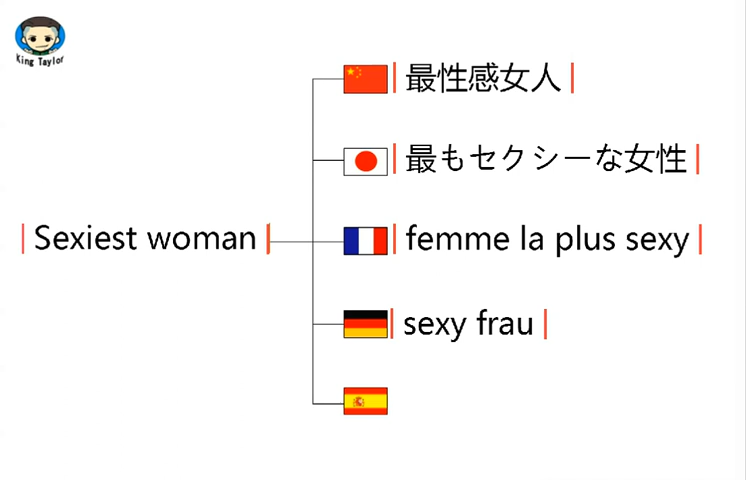 King Taylor
最性感女人
最もセクシーな女性
Sexiest woman
femme la plus sexy
sexy frau